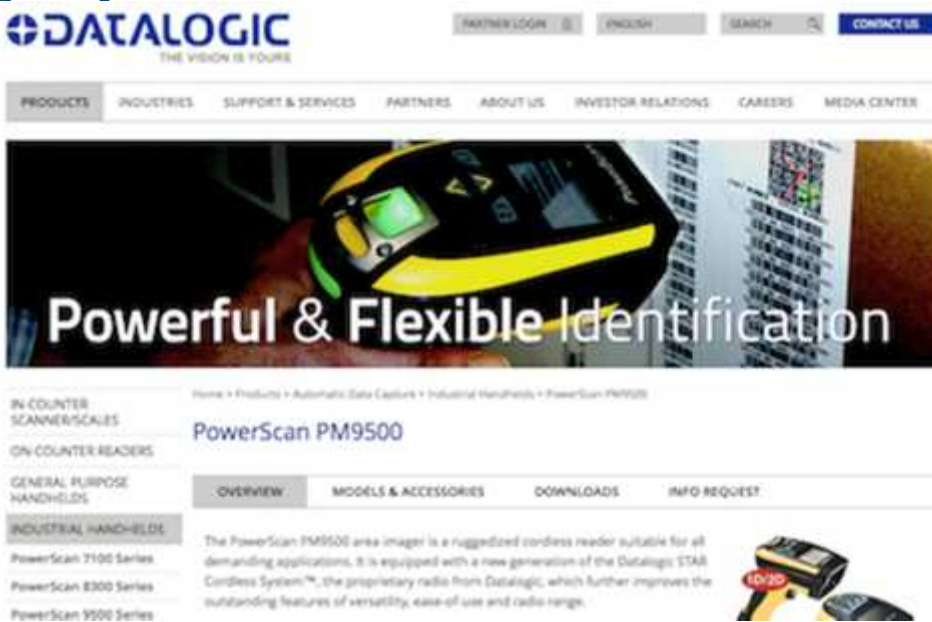 DATALOGIC
THE VISION IS YOURS
PARTNER LOGIN
ENGLISH
SEARCH
CONTACT US
PRODUCTS INDUSTRIES SUPPORT & SERVICES PARTNERS ABOUT US INVESTOR RELATIONS CAREERS MEDIA CENTER
PowerScan
Powerful & Flexible Identification
IN-COUNTER
SCANNER/SCALES
ON-COUNTER READERS
GENERAL PURPOSE
HANDHELDS
INDUSTRIAL HANDHELDS
PowerScan 7100 Series
PowerScan 8300 Series
PowerScan 9500 Series
Home > Products > Automatic Data Capture > Industrial Handhelds > PowerScan PM9500
PowerScan PM9500
OVERVIEW MODELS & ACCESSORIES DOWNLOADS INFO REQUEST
The PowerScan PM9500 area imager is a ruggedized cordless reader suitable for all
demanding applications. It is equipped with a new generation of the Datalogic STAR
Cordless System™, the proprietary radio from Datalogic, which further improves the
outstanding features of versatility, ease-of-use and radio range.
1D/2D